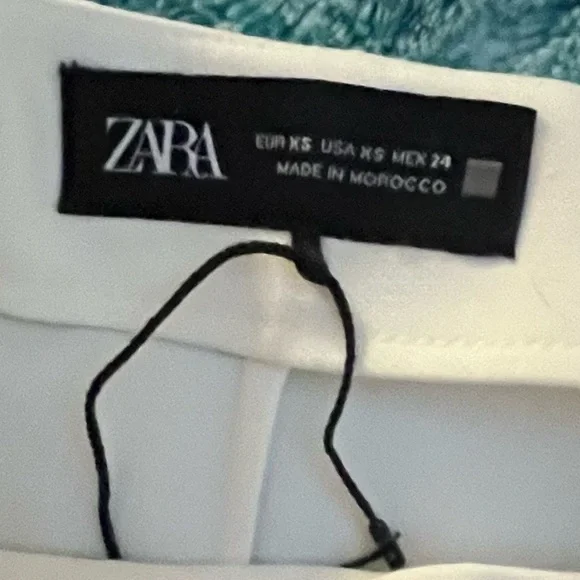 ZARA
EUR XS USA XS MEX 24
MADE IN MOROCCO